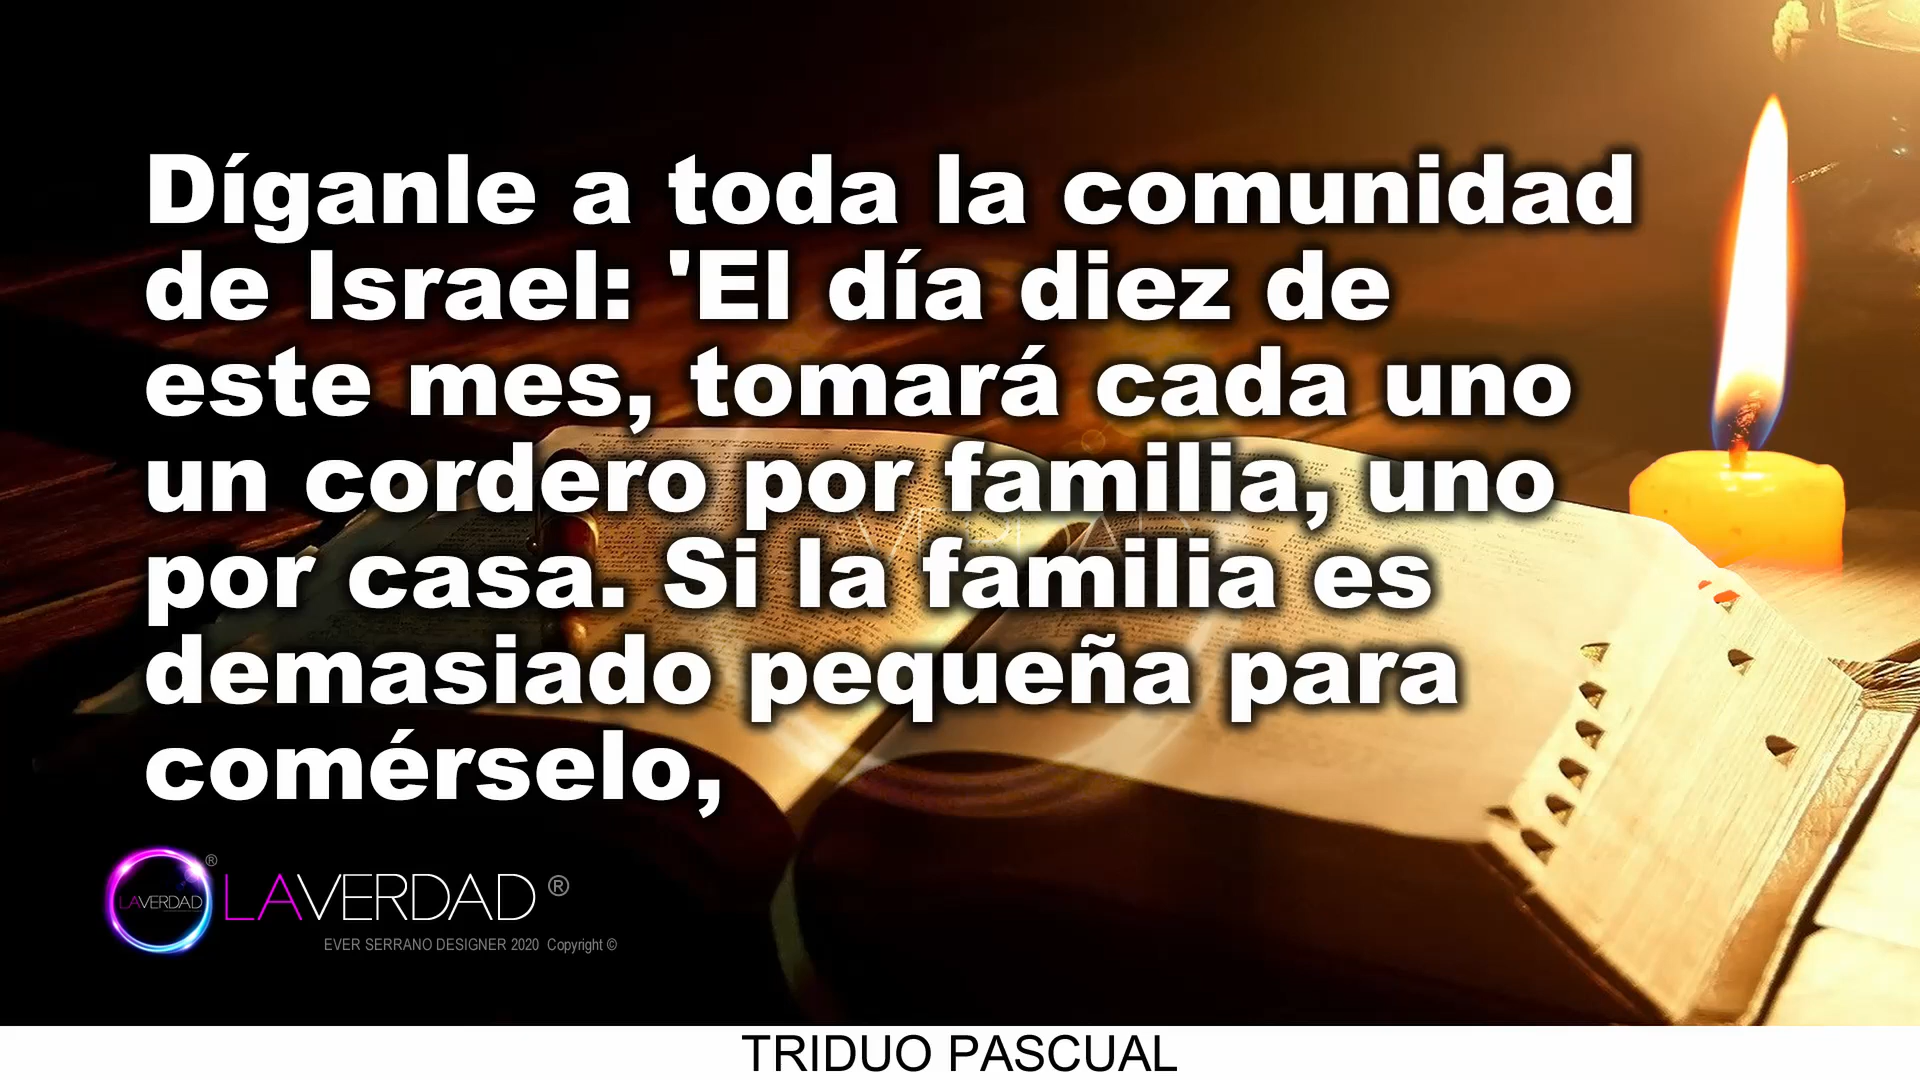 Díganle a toda la comunidad
de Israel: 'El día diez de
este mes, tomará cada uno
un cordero por familia, uno
por casa. Si la familia es
demasiado pequeña para
comérselo,
LAVERDAD ® LAVERDAD ®
EVER SERRANO DESIGNER 2020 Copyright ©
TRIDUO PASCUAL